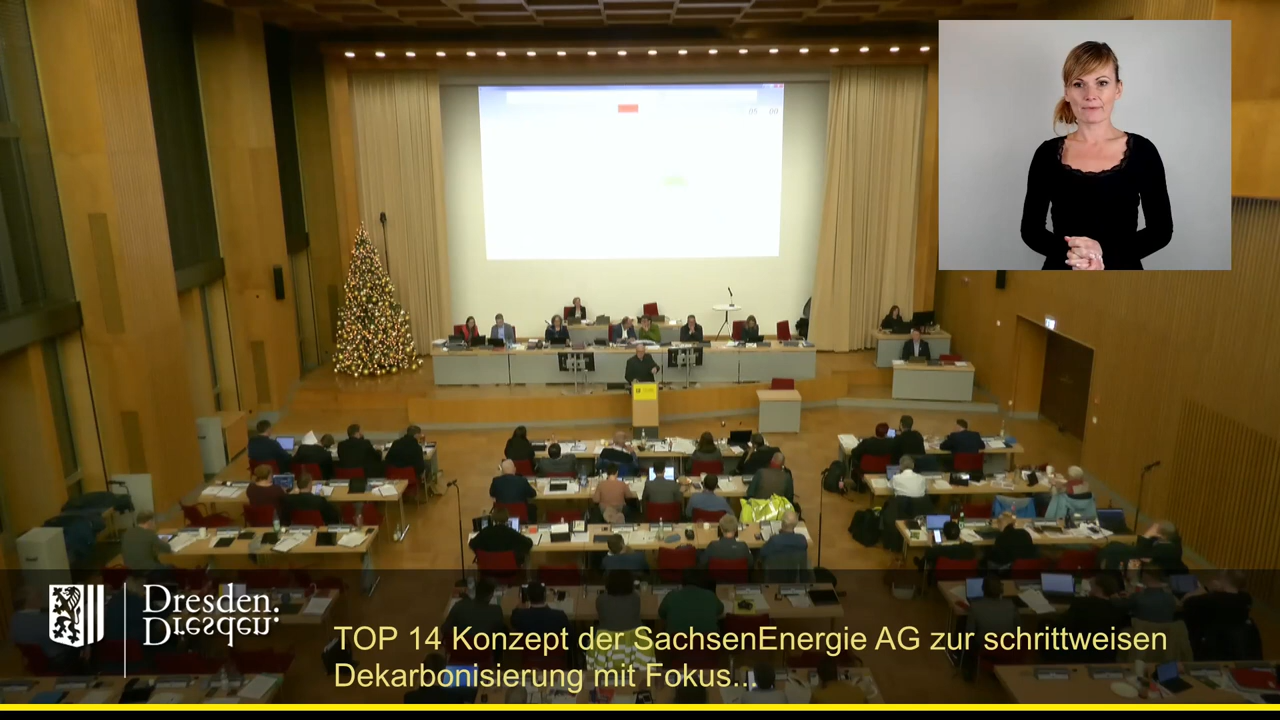 Dresden.
Dresden.
TOP 14 Konzept der SachsenEnergie AG zur schrittweisen
Dekarbonisierung mit Fokus...